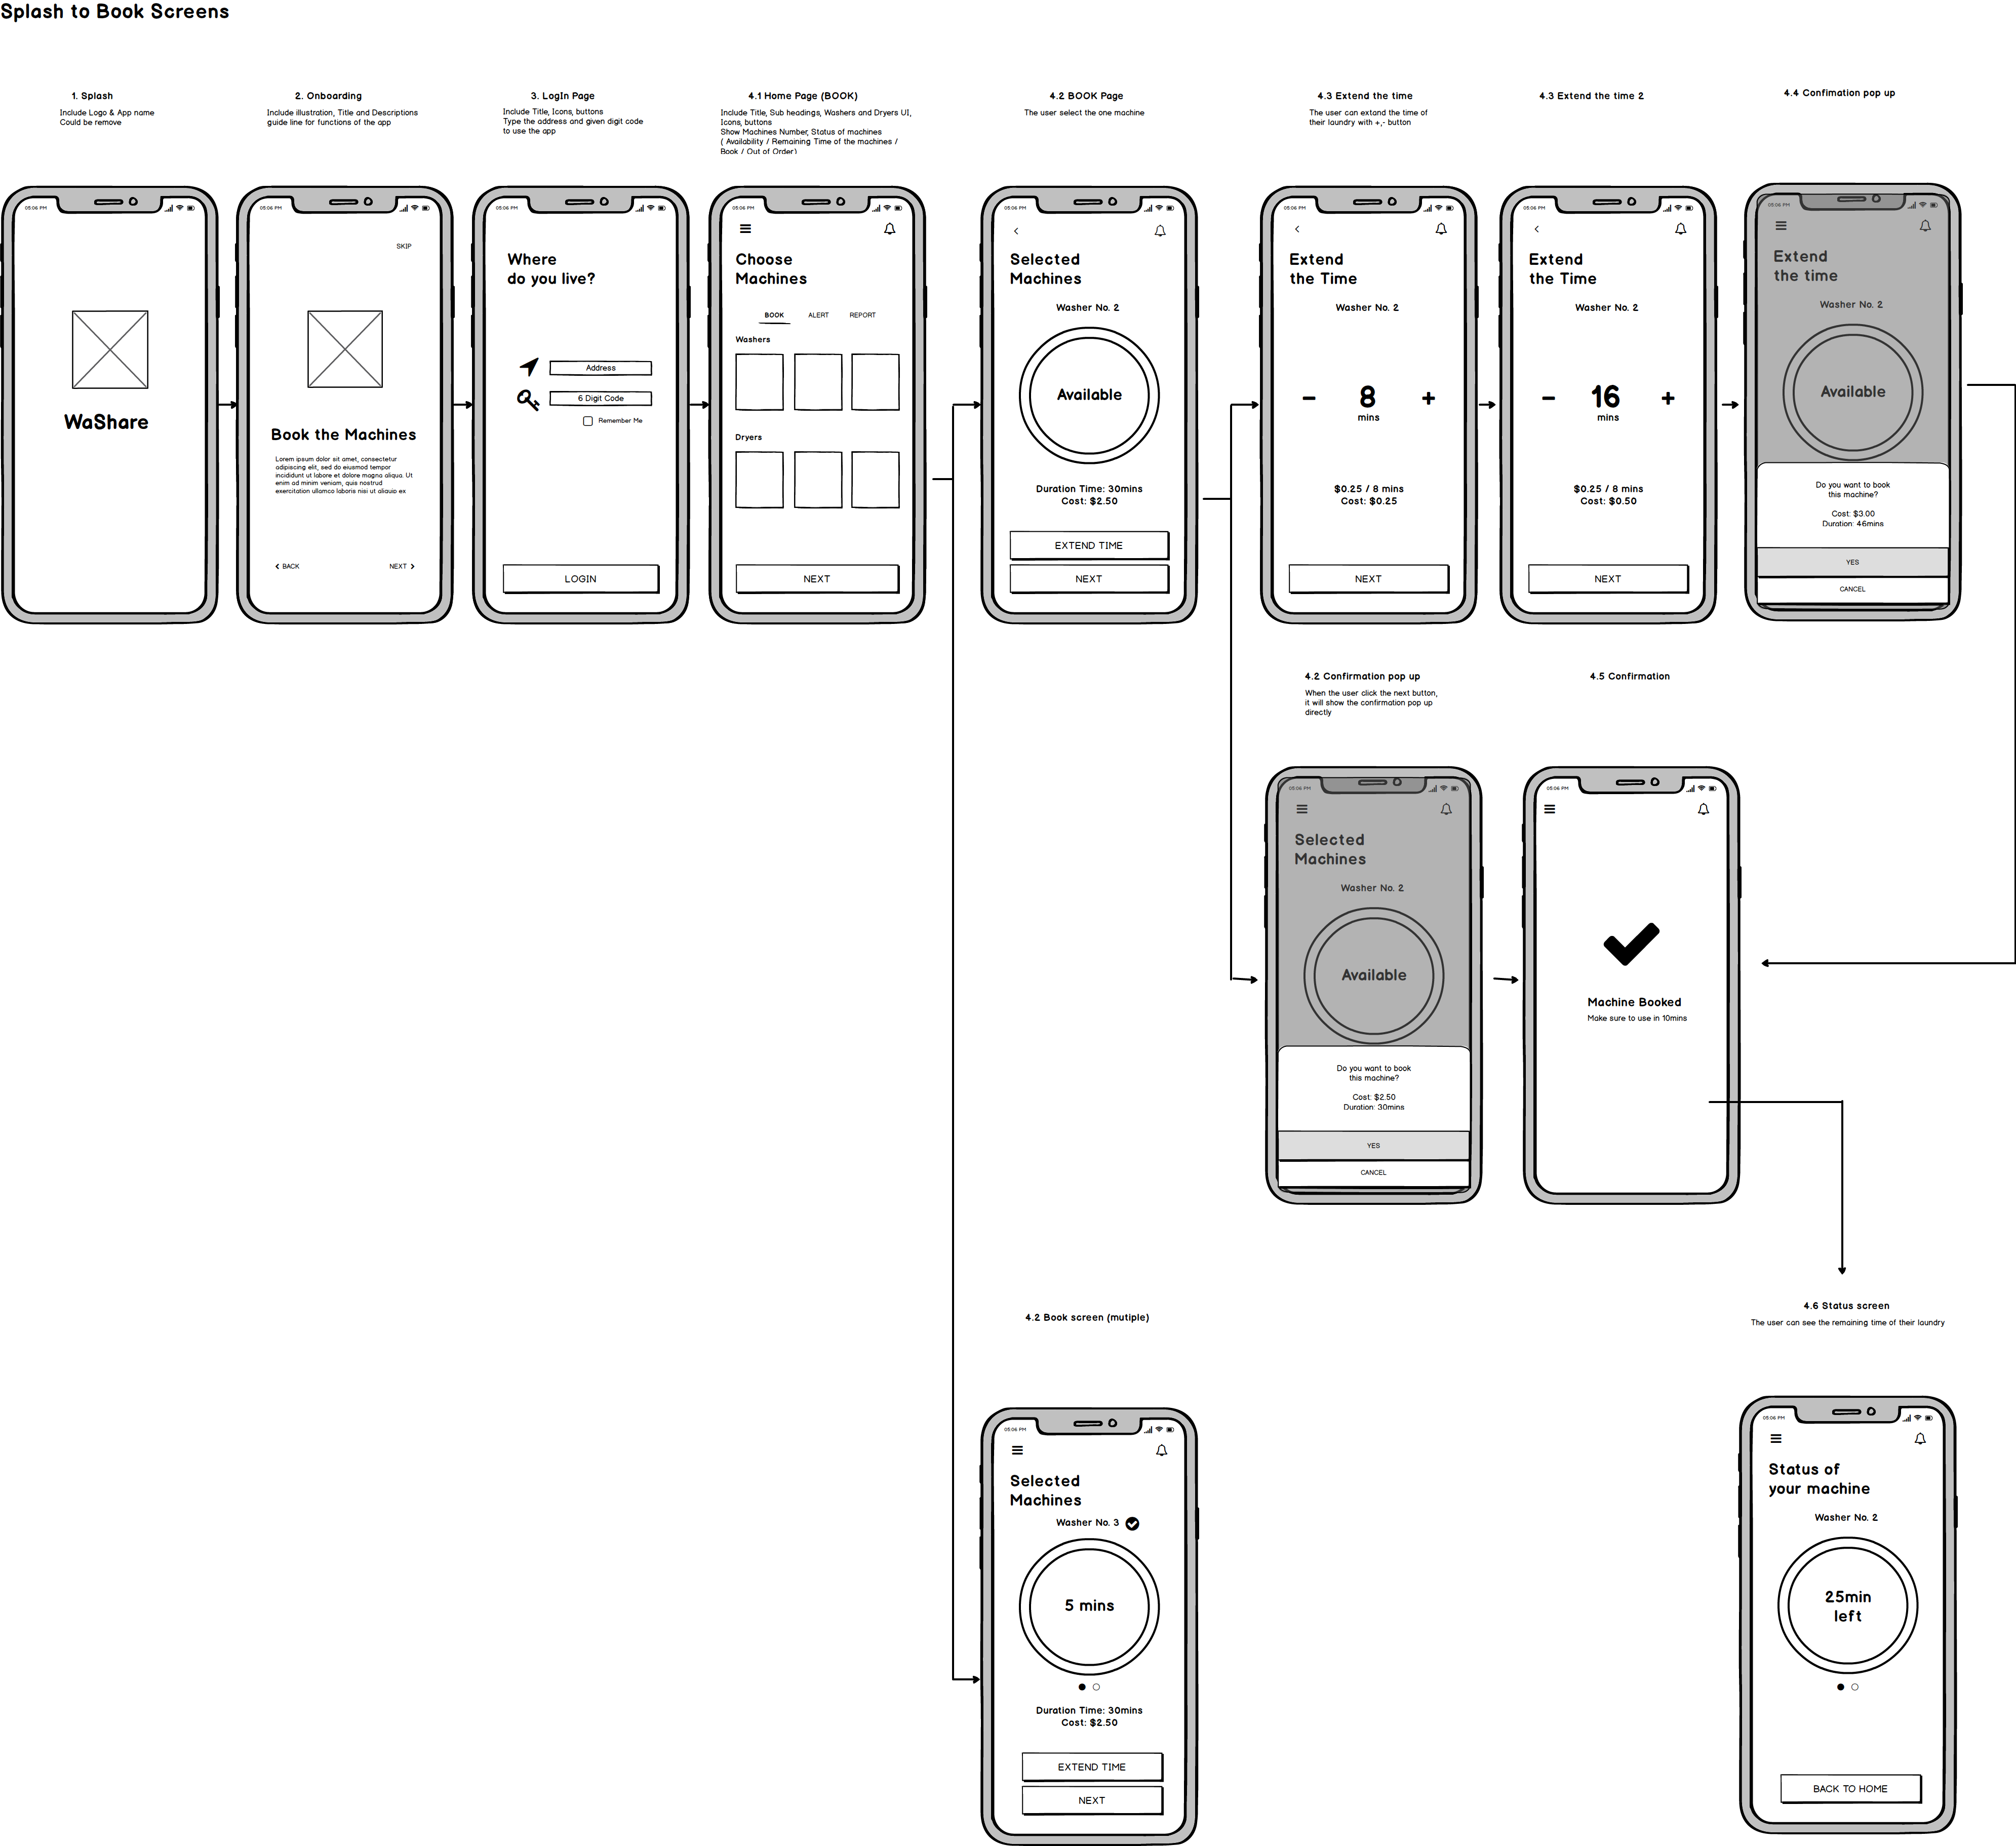 Splash to Book Screens
1. Splash
Include Logo & App name
Could be remove
2. Onboarding
Include illustration, Title and Descriptions
guide line for functions of the app
3. LogIn Page
Include Title, Icons, buttons
Type the address and given digit code
to use the app
4.1 Home Page (BOOK)
Include Title, Sub headings, Washers and Dryers UI,
Icons, buttons
Show Machines Number, Status of machines
( Availability / Remaining Time of the machines /
Book / Out of Order)
4.2 BOOK Page
The user select the one machine
4.3 Extend the time
The user can extand the time of
their laundry with +,- button
4.3 Extend the time 2
4.4 Confimation pop up
05:06 PM
WaShare
05:06 PM
SKIP
Book the Machines
Lorem ipsum dolor sit amet, consectetur
adipiscing elit, sed do eiusmod tempor
incididunt ut labore et dolore magna aliqua. Ut
enim ad minim veniam, quis nostrud
exercitation ullamco laboris nisi ut aliquip ex
BACK
NEXT
05:06 PM
Where
do you live?
Address
6 Digit Code
Remember Me
LOGIN
05:06 PM
Choose
Machines
BOOK ALERT REPORT
Washers
Dryers
NEXT
05:06 PM
Selected
Machines
Washer No. 2
Available
Duration Time: 30mins
Cost: $2.50
EXTEND TIME
NEXT
05:06 PM
Extend
the Time
Washer No. 2
- 8 +
mins
$0.25 / 8 mins
Cost: $0.25
NEXT
05:06 PM
Extend
the Time
Washer No. 2
- 16 +
mins
$0.25 / 8 mins
Cost: $0.50
NEXT
05:06 PM
Extend
the time
Washer No. 2
Available
Do you want to book
this machine?
Cost: $3.00
Duration: 46mins
YES
CANCEL
4.2 Confirmation pop up
When the user click the next button,
it will show the confirmation pop up
directly
4.5 Confirmation
05:06 PM
Selected
Machines
Washer No. 2
Available
Do you want to book
this machine?
Cost: $2.50
Duration: 30mins
YES
CANCEL
05:06 PM
Machine Booked
Make sure to use in 10mins
4.2 Book screen (mutiple)
4.6 Status screen
The user can see the remaining time of their laundry
05:06 PM
Selected
Machines
Washer No. 3
5 mins
Duration Time: 30mins
Cost: $2.50
EXTEND TIME
NEXT
05:06 PM
Status of
your machine
Washer No. 2
25min
left
BACK TO HOME